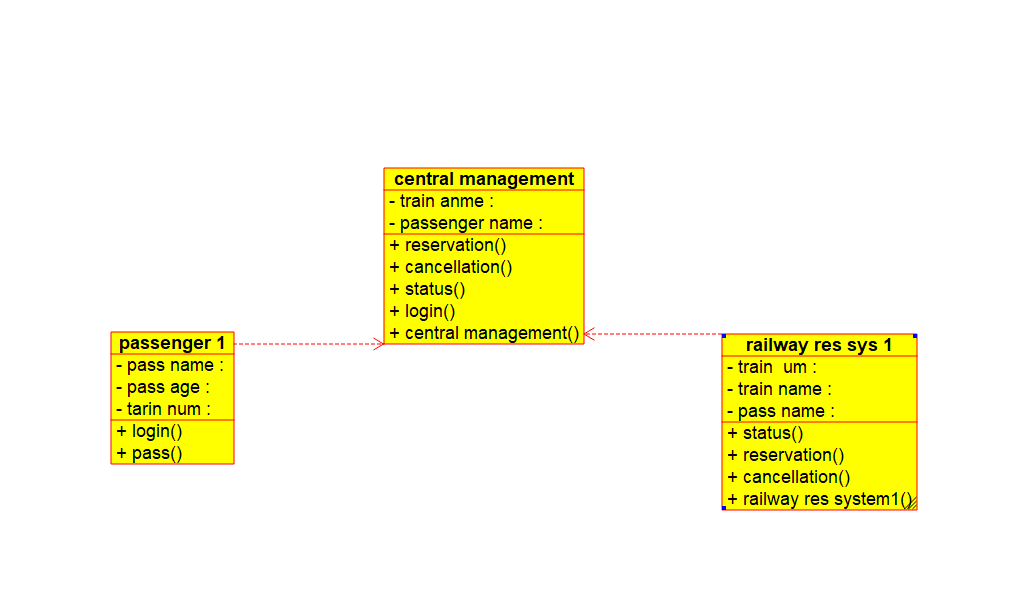 central management
- train anme :
- passenger name :
+ reservation()
+ cancellation()
+ status()
+ login()
+ central management()
passenger 1
- pass name :
- pass age :
- tarin num :
+ login()
+ pass()
railway res sys 1
- train  um :
- train name :
- pass name :
+ status()
+ reservation()
+ cancellation()
+ railway res system1()